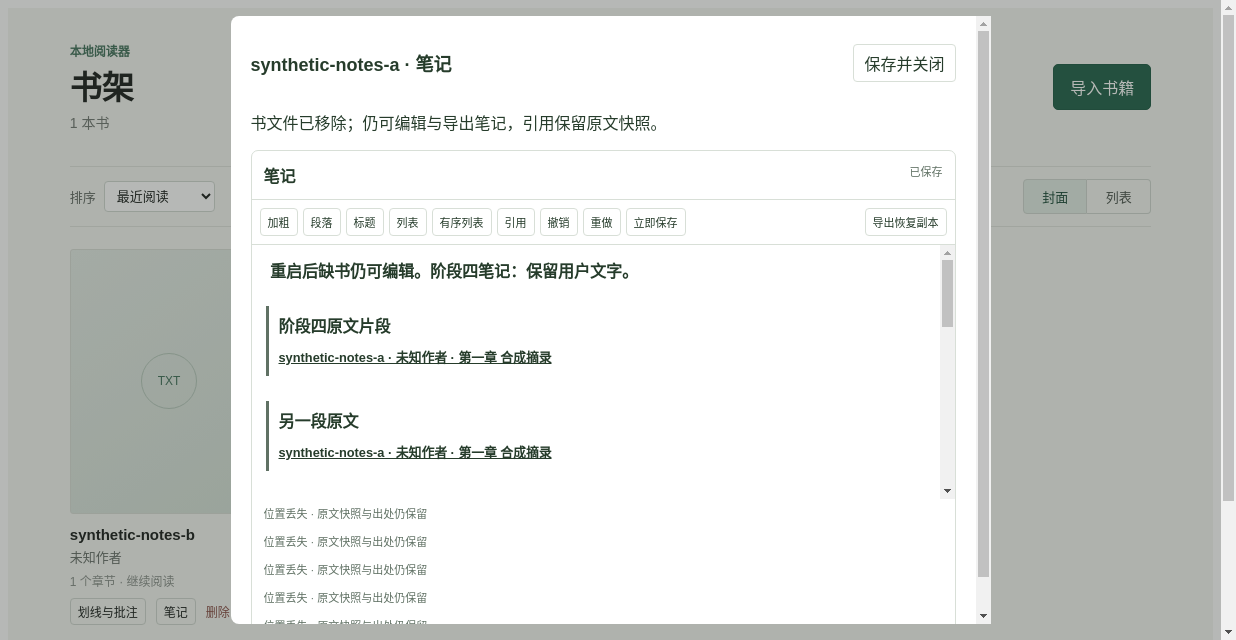 本地阅读器
书架
1 本书
导入书籍
排序
最近阅读
封面
列表
TXT
synthetic-notes-b
未知作者
1 个章节 · 继续阅读
划线与批注
笔记
删除
synthetic-notes-a · 笔记
保存并关闭
书文件已移除；仍可编辑与导出笔记，引用保留原文快照。
笔记
已保存
加粗
段落
标题
列表
有序列表
引用
撤销
重做
立即保存
导出恢复副本
重启后缺书仍可编辑。阶段四笔记：保留用户文字。
阶段四原文片段
synthetic-notes-a · 未知作者 · 第一章 合成摘录
另一段原文
synthetic-notes-a · 未知作者 · 第一章 合成摘录
位置丢失 · 原文快照与出处仍保留
位置丢失 · 原文快照与出处仍保留
位置丢失 · 原文快照与出处仍保留
位置丢失 · 原文快照与出处仍保留